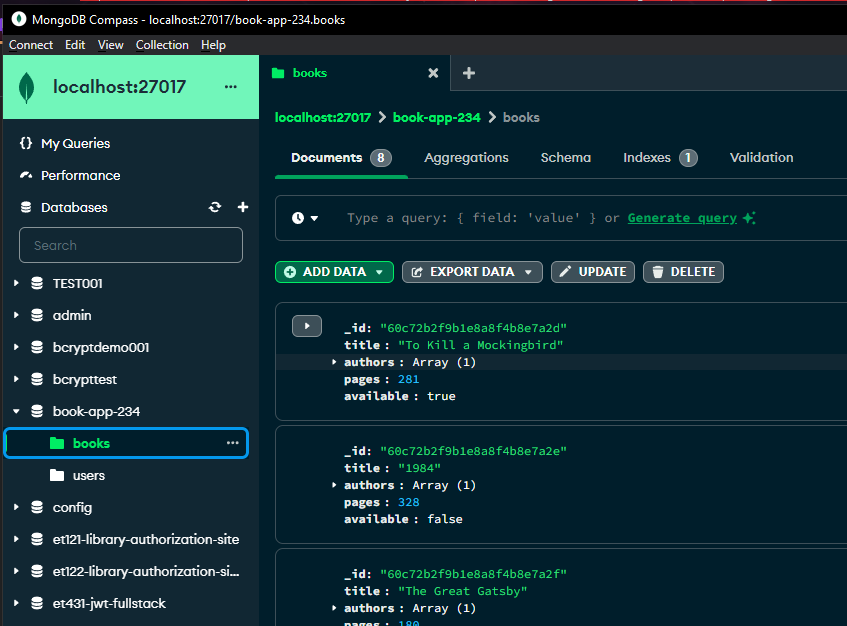 MongoDB Compass - localhost:27017/book-app-234.books
Connect Edit View Collection Help
localhost:27017 ...
{} My Queries
Performance
Databases
Search
TEST001
admin
bcryptdemo001
bcrypttest
book-app-234
books ...
users
config
et121-library-authorization-site
et122-library-authorization-si...
et431-jwt-fullstack
books
localhost:27017 > book-app-234 > books
Documents 8 Aggregations Schema Indexes 1 Validation
Type a query: { field: 'value' } or Generate query
ADD DATA EXPORT DATA UPDATE DELETE
_id: "60c72b2f9b1e8a8f4b8e7a2d"
title : "To Kill a Mockingbird"
authors : Array (1)
pages : 281
available : true
_id: "60c72b2f9b1e8a8f4b8e7a2e"
title : "1984"
authors : Array (1)
pages : 328
available : false
_id: "60c72b2f9b1e8a8f4b8e7a2f"
title : "The Great Gatsby"
authors : Array (1)
pages : 180